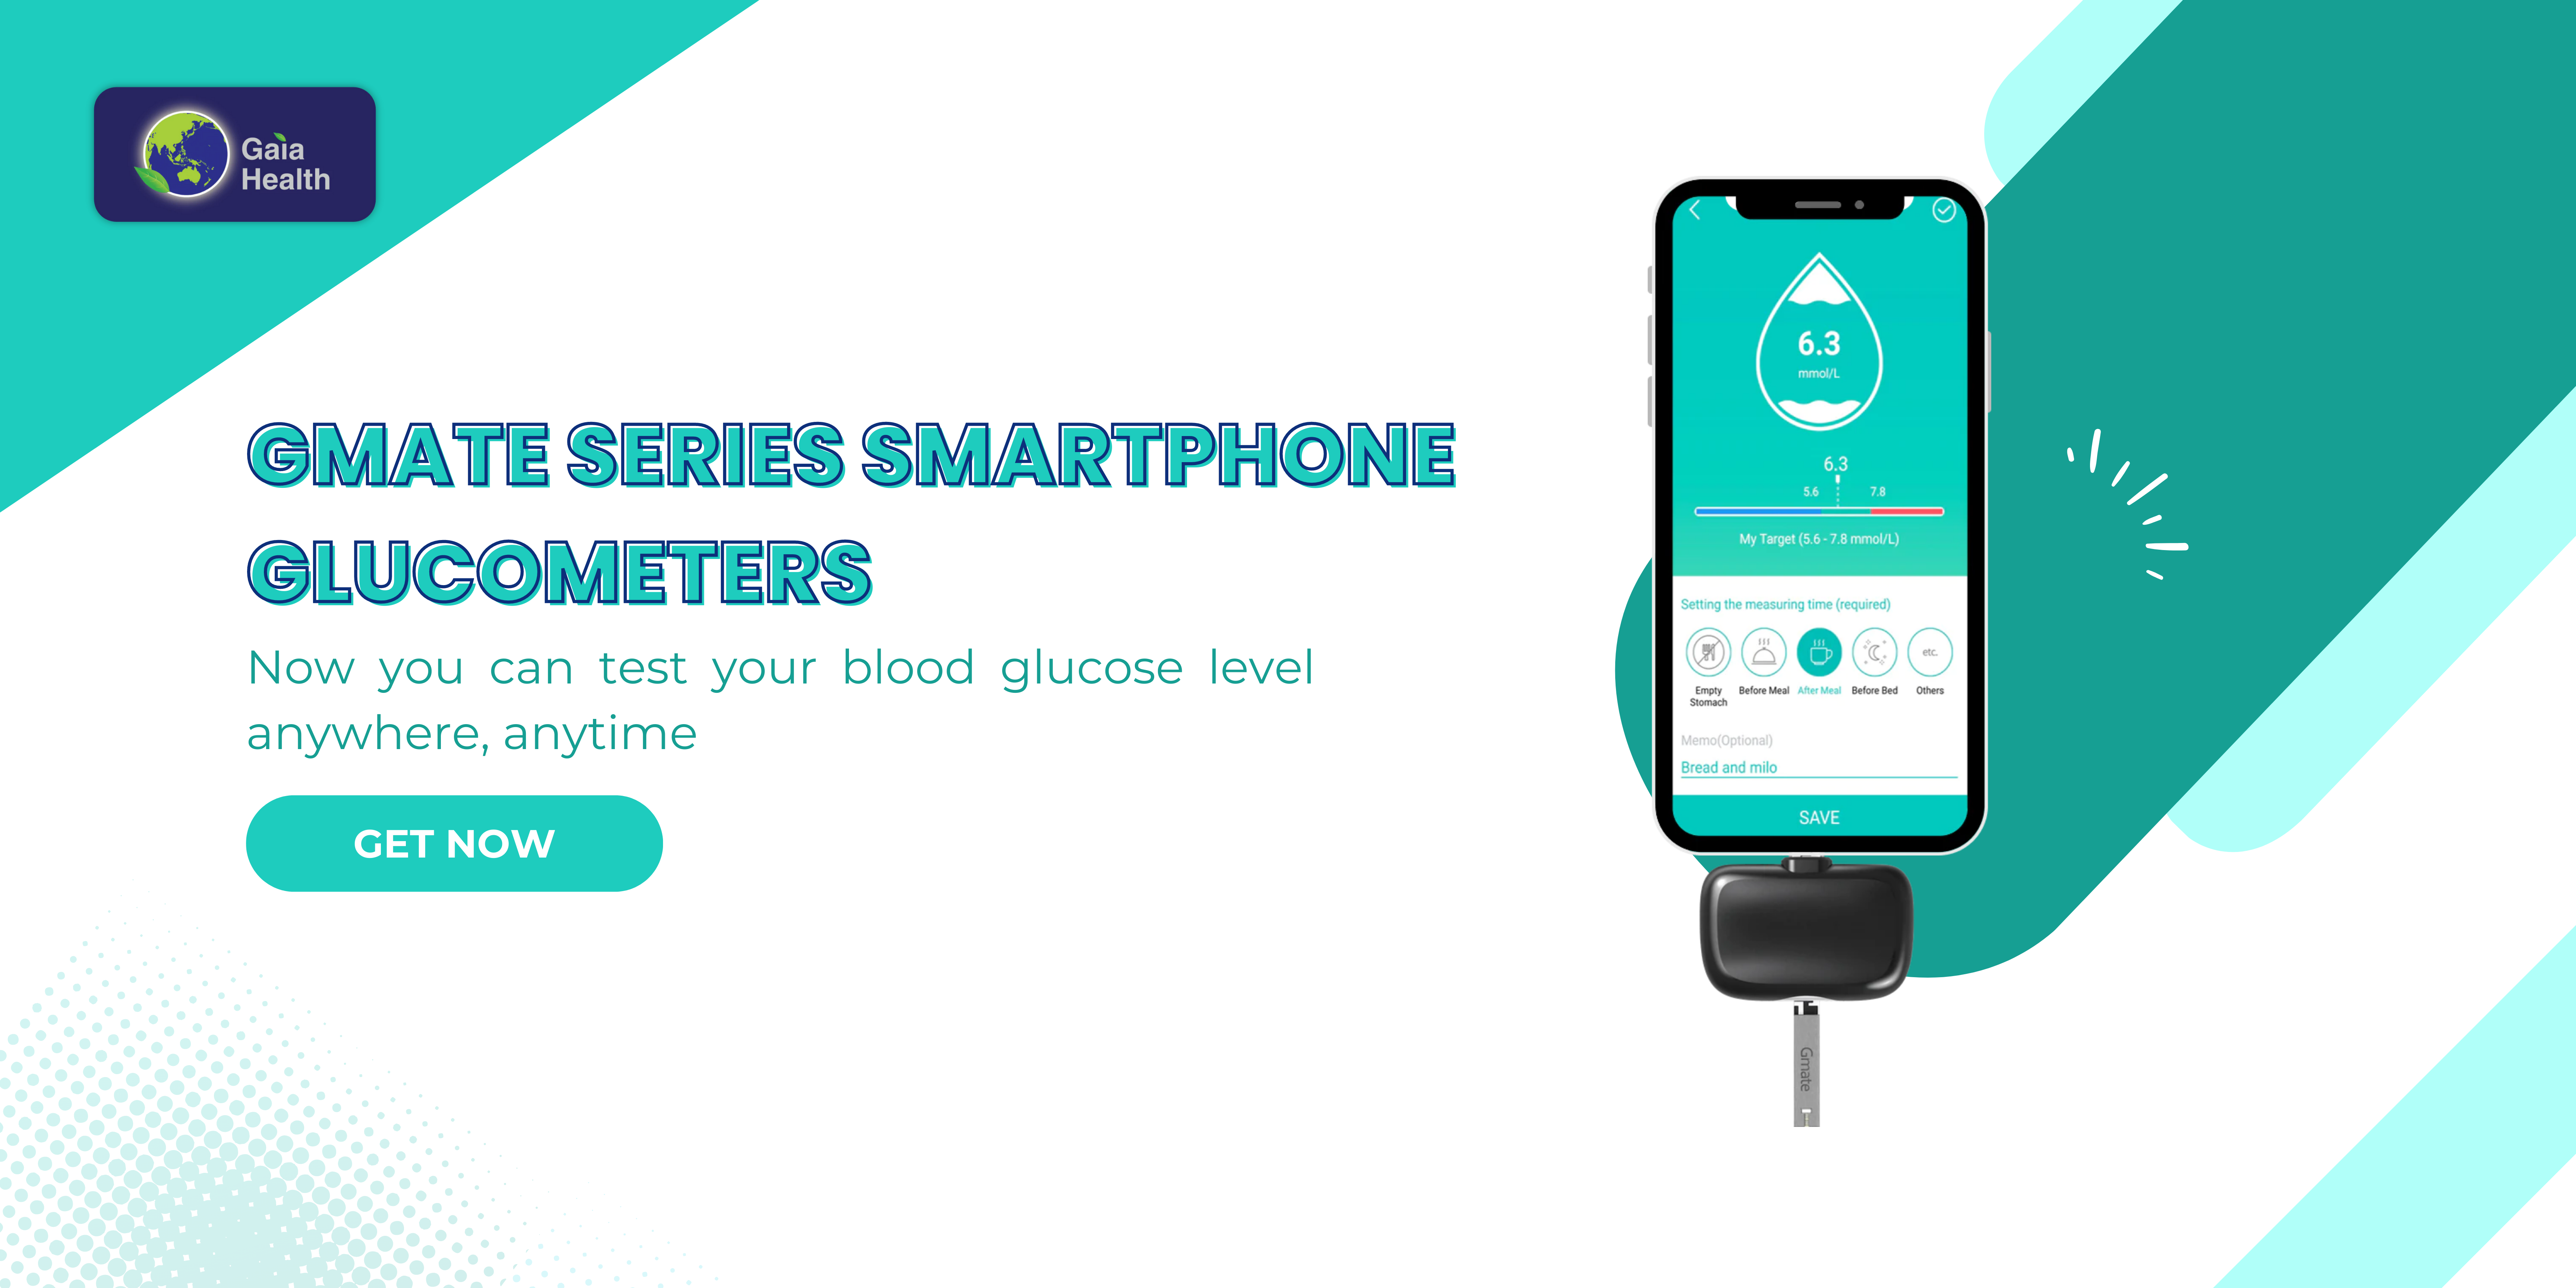 Gaia
Health
GMATE SERIES SMARTPHONE
GLUCOMETERS
Now you can test your blood glucose level
anywhere, anytime
GET NOW
6.3
mmol/L
6.3
5.6 7.8
My Target (5.6 - 7.8 mmol/L)
Setting the measuring time (required)
etc.
Empty Stomach
Before Meal
After Meal
Before Bed
Others
Memo(Optional)
Bread and milo
SAVE
Gmate